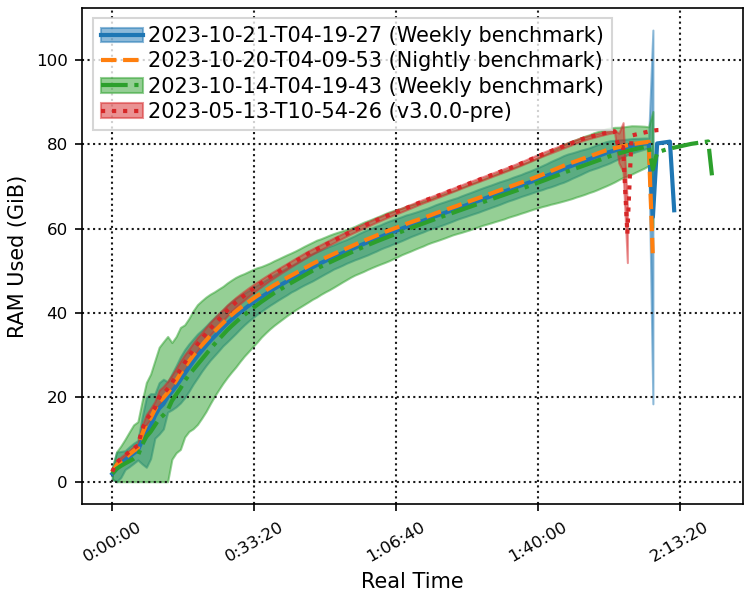 2023-10-21-T04-19-27 (Weekly benchmark)
2023-10-20-T04-09-53 (Nightly benchmark)
2023-10-14-T04-19-43 (Weekly benchmark)
2023-05-13-T10-54-26 (v3.0.0-pre)
RAM Used (GiB)
100
80
60
40
20
0
0:00:00
0:33:20
1:06:40
1:40:00
2:13:20
Real Time